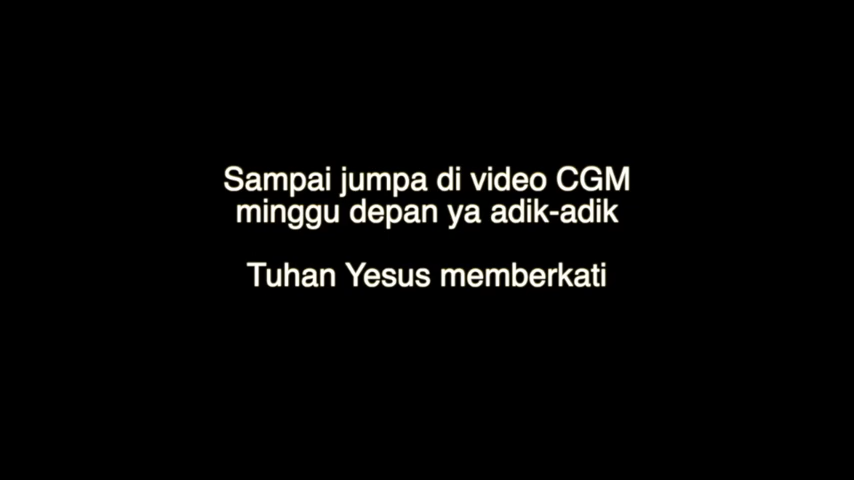 Sampai jumpa di video CGM
minggu depan ya adik-adik
Tuhan Yesus memberkati